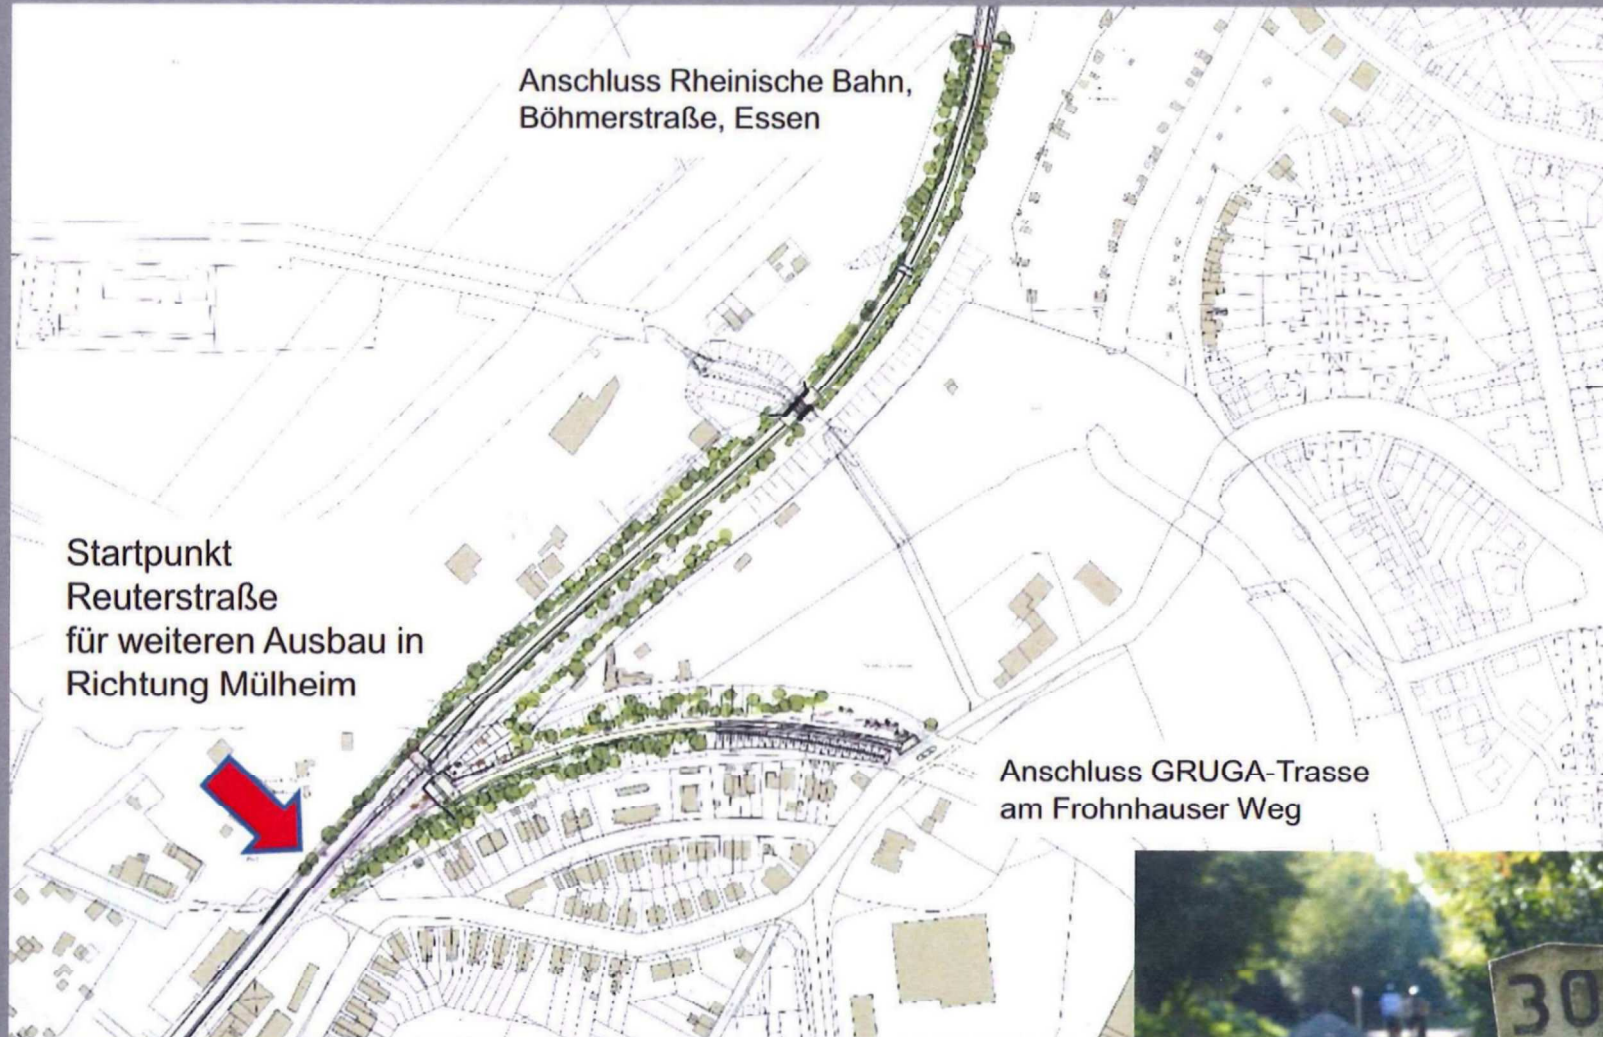 Anschluss Rheinische Bahn,
Böhmerstraße, Essen
Startpunkt
Reuterstraße
für weiteren Ausbau in
Richtung Mülheim
Anschluss GRUGA-Trasse
am Frohnhauser Weg
30